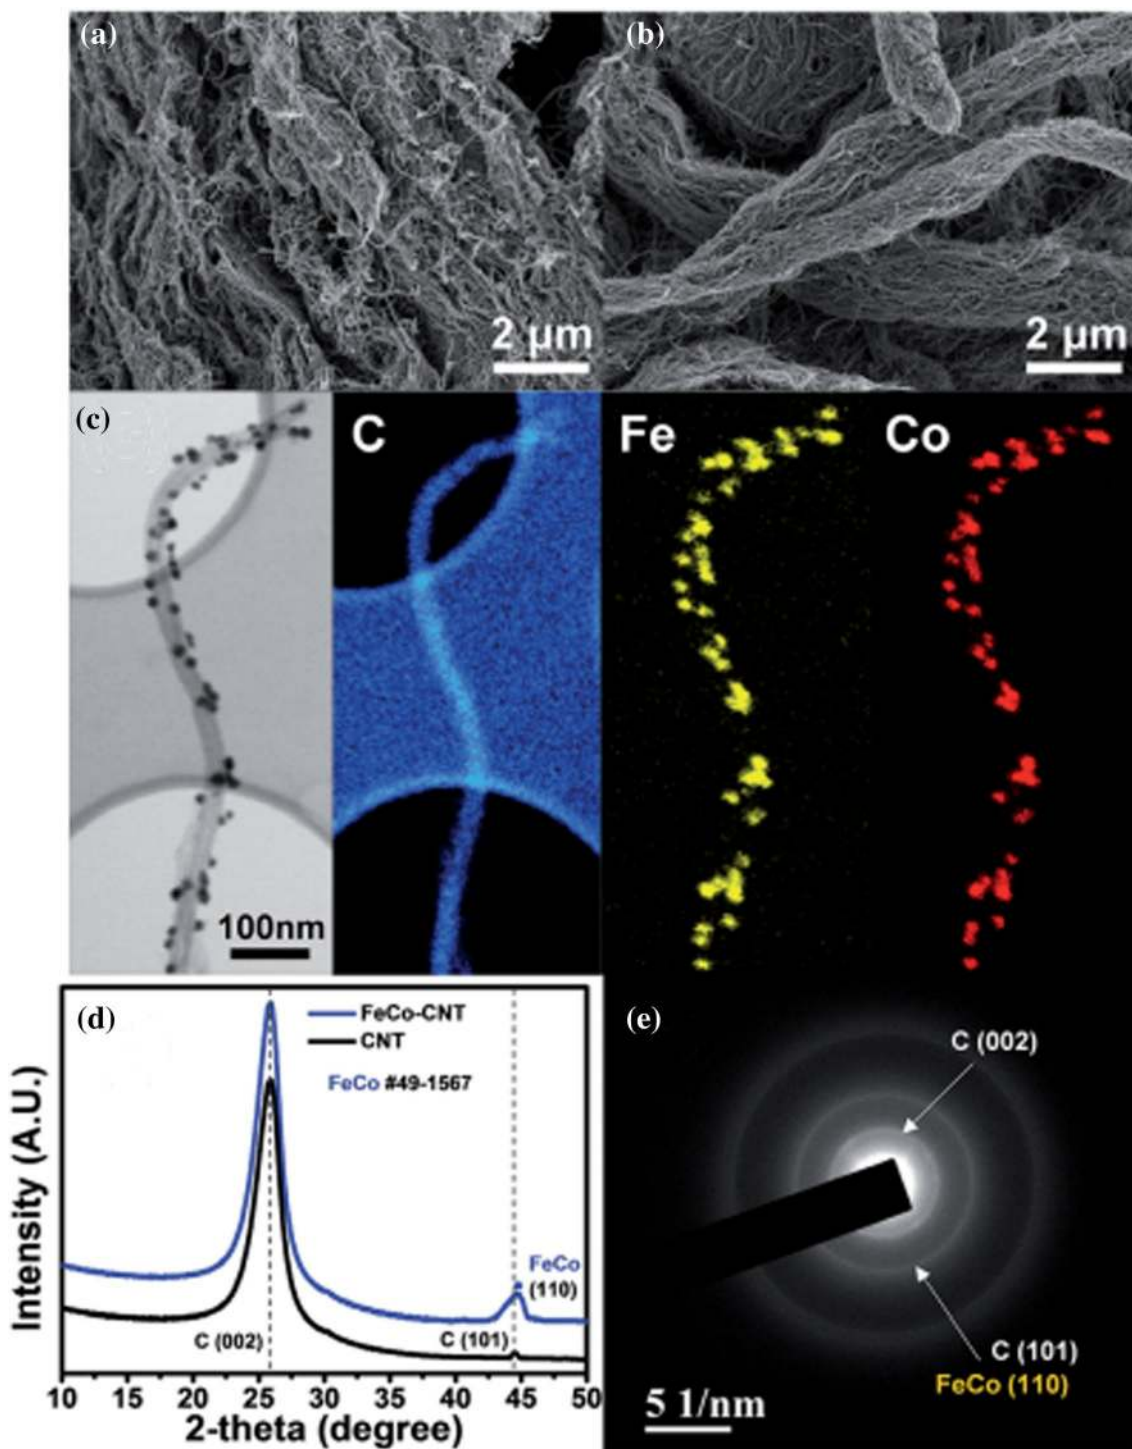 (a)
(b)
2 µm
2 µm
(c)
C
Fe
Co
100nm
(d)
FeCo-CNT
CNT
FeCo #49-1567
FeCo
(110)
C (002)
C (101)
Intensity (A.U.)
10 15 20 25 30 35 40 45 50
2-theta (degree)
(e)
C (002)
C (101)
FeCo (110)
5 1/nm